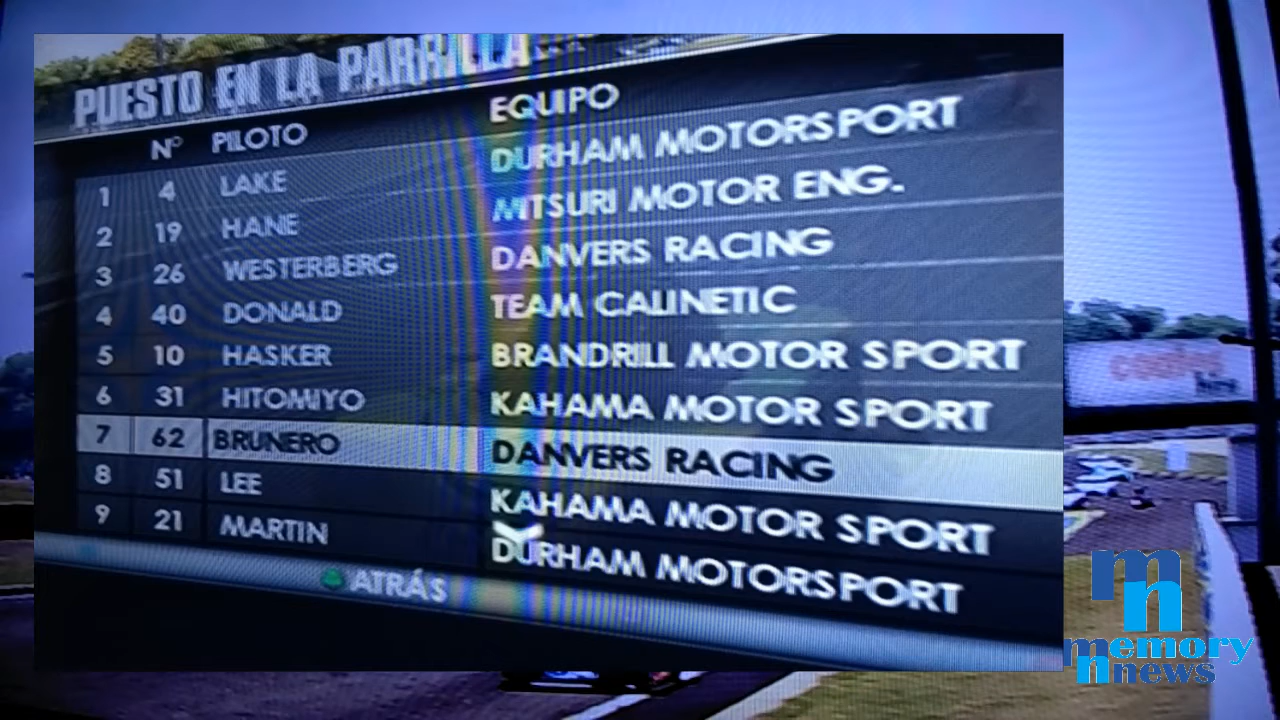 PUESTO EN LA PARRILLA
Nº PILOTO EQUIPO
1 4 LAKE DURHAM MOTORSPORT
2 19 HANE MITSURI MOTOR ENG.
3 26 WESTERBERG DANVERS RACING
4 40 DONALD TEAM CALINETIC
5 10 HASKER BRANDRILL MOTOR SPORT
6 31 HITOMIYO KAHAMA MOTOR SPORT
7 62 BRUNERO DANVERS RACING
8 51 LEE KAHAMA MOTOR SPORT
9 21 MARTIN DURHAM MOTORSPORT
ATRÁS
mn
memory
news